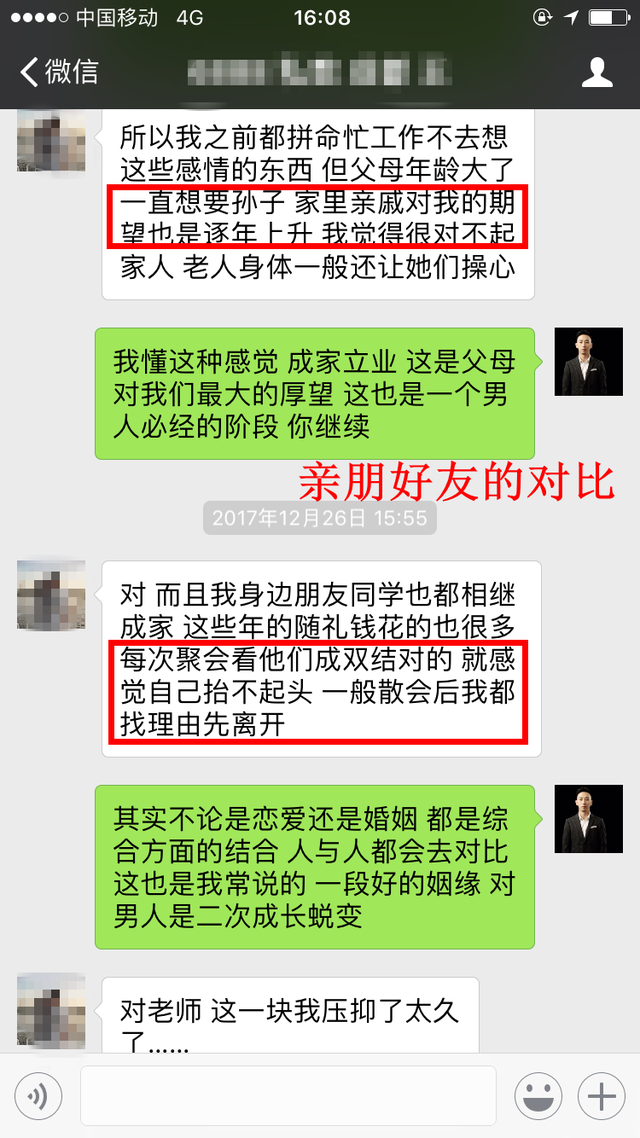 中国移动 4G 16:08
微信
所以我之前都拼命忙工作不去想
这些感情的东西 但父母年龄大了
一直想要孙子 家里亲戚对我的期
望也是逐年上升 我觉得很对不起
家人 老人身体一般还让她们操心
我懂这种感觉 成家立业 这是父母
对我们最大的厚望 这也是一个男
人必经的阶段 你继续
亲朋好友的对比
2017年12月26日 15:55
对 而且我身边朋友同学也都相继
成家 这些年的随礼钱花的也很多
每次聚会看他们成双结对的 就感
觉自己抬不起头 一般散会后我都
找理由先离开
其实不论是恋爱还是婚姻 都是综
合方面的结合 人与人都会去对比
这也是我常说的 一段好的姻缘 对
男人是二次成长蜕变
对老师 这一块我压抑了太久
了......